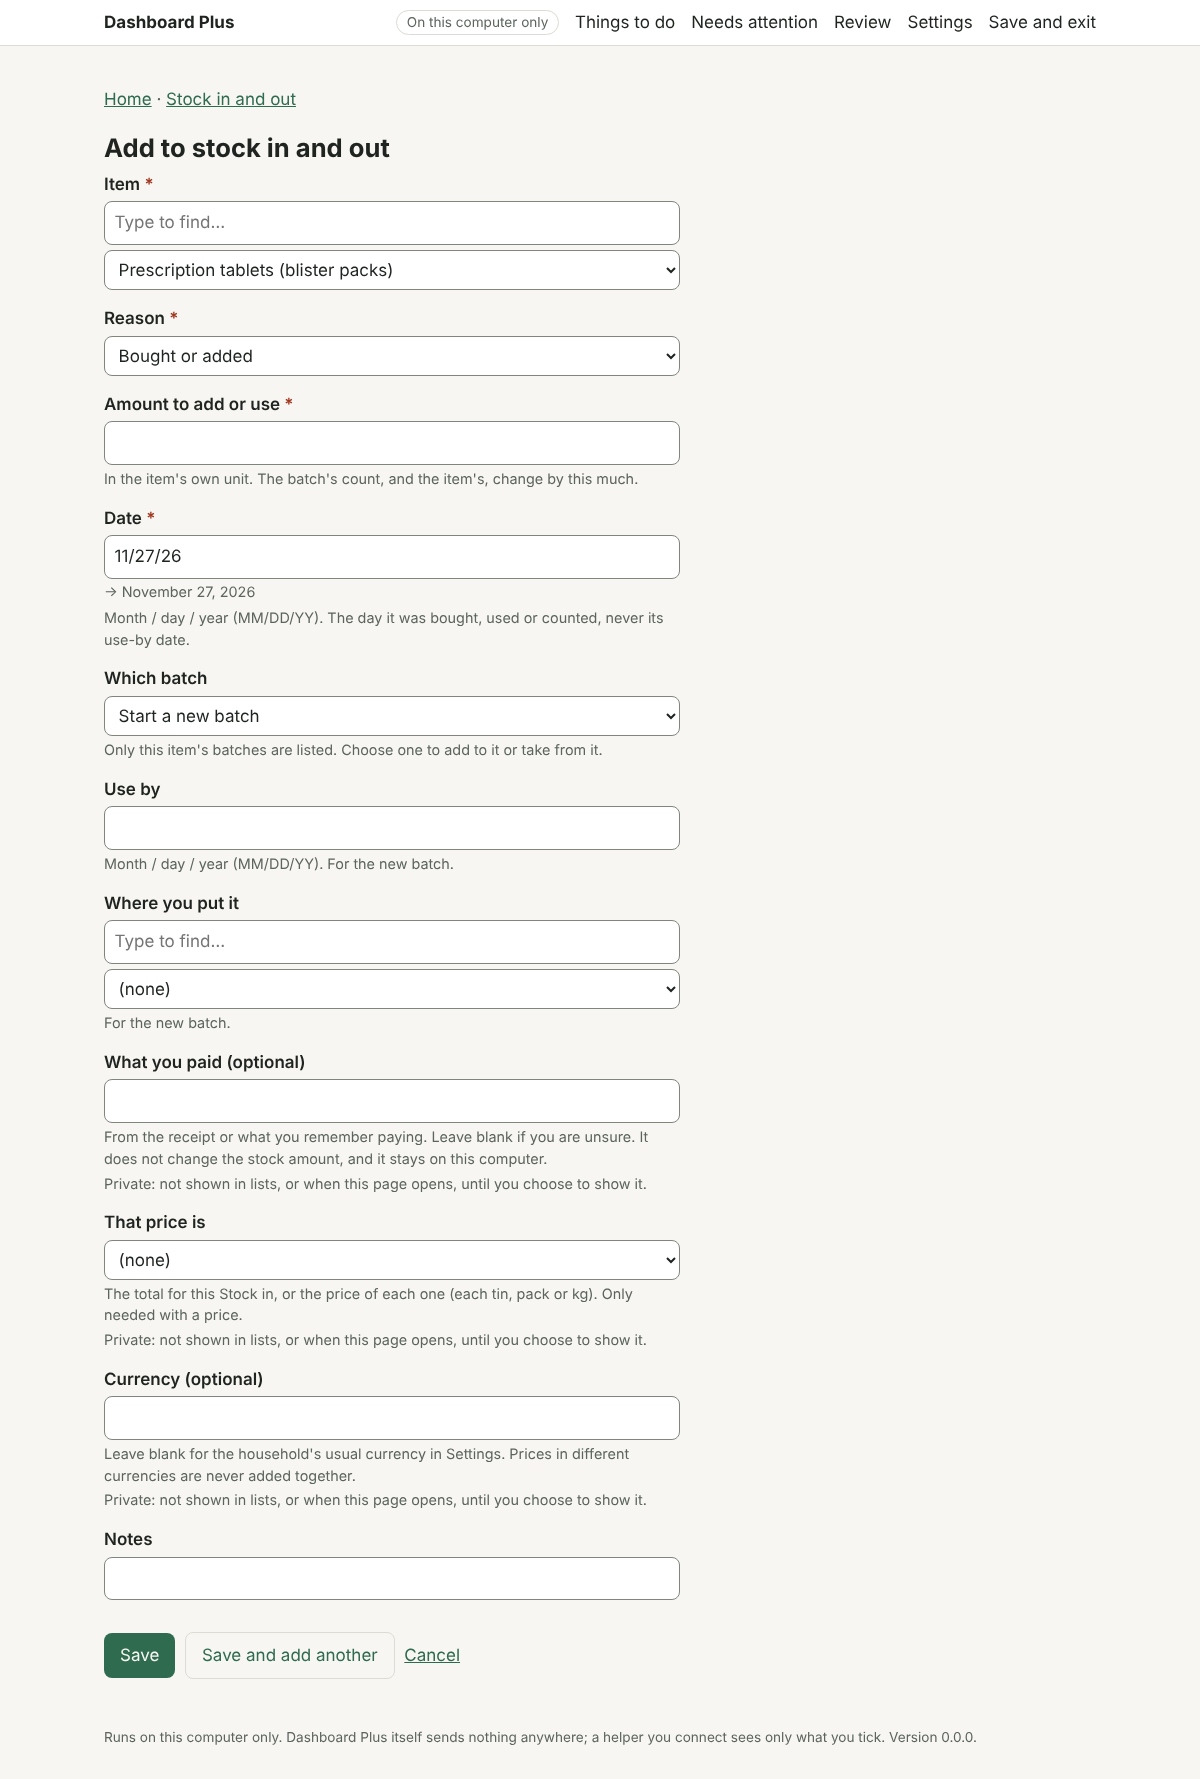 Dashboard Plus
On this computer only
Things to do
Needs attention
Review
Settings
Save and exit
Home · Stock in and out
Add to stock in and out
Item *
Type to find...
Prescription tablets (blister packs)
Reason *
Bought or added
Amount to add or use *
In the item's own unit. The batch's count, and the item's, change by this much.
Date *
11/27/26
→ November 27, 2026
Month / day / year (MM/DD/YY). The day it was bought, used or counted, never its
use-by date.
Which batch
Start a new batch
Only this item's batches are listed. Choose one to add to it or take from it.
Use by
Month / day / year (MM/DD/YY). For the new batch.
Where you put it
Type to find...
(none)
For the new batch.
What you paid (optional)
From the receipt or what you remember paying. Leave blank if you are unsure. It
does not change the stock amount, and it stays on this computer.
Private: not shown in lists, or when this page opens, until you choose to show it.
That price is
(none)
The total for this Stock in, or the price of each one (each tin, pack or kg). Only
needed with a price.
Private: not shown in lists, or when this page opens, until you choose to show it.
Currency (optional)
Leave blank for the household's usual currency in Settings. Prices in different
currencies are never added together.
Private: not shown in lists, or when this page opens, until you choose to show it.
Notes
Save
Save and add another
Cancel
Runs on this computer only. Dashboard Plus itself sends nothing anywhere; a helper you connect sees only what you tick. Version 0.0.0.